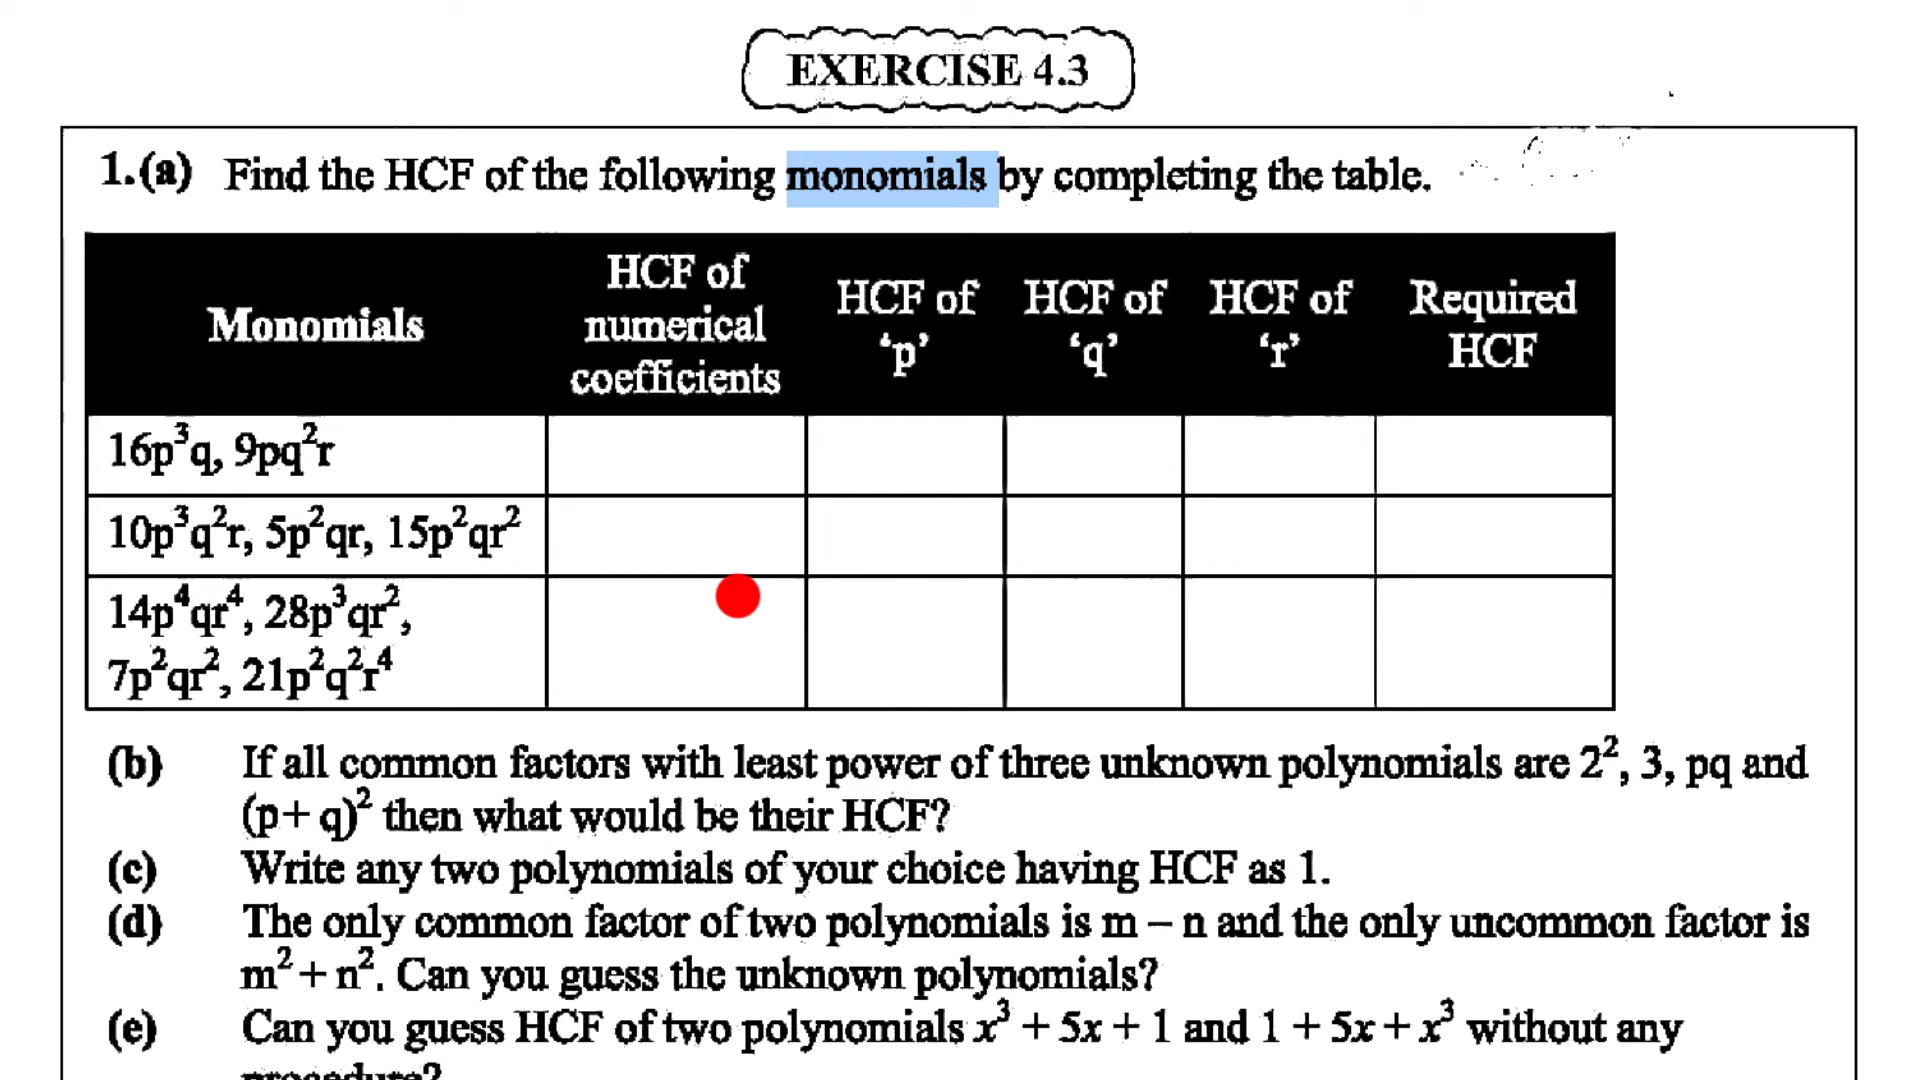 EXERCISE 4.3
1.(a) Find the HCF of the following monomials by completing the table.
Monomials
HCF of numerical coefficients
HCF of ‘p’
HCF of ‘q’
HCF of ‘r’
Required HCF
16p³q, 9pq²r
10p³q²r, 5p²qr, 15p²qr²
14p⁴qr⁴, 28p³qr²,
7p²qr², 21p²q²r⁴
(b) If all common factors with least power of three unknown polynomials are 2², 3, pq and
(p+ q)² then what would be their HCF?
(c) Write any two polynomials of your choice having HCF as 1.
(d) The only common factor of two polynomials is m – n and the only uncommon factor is
m² + n². Can you guess the unknown polynomials?
(e) Can you guess HCF of two polynomials x³ + 5x + 1 and 1 + 5x + x³ without any
procedure?